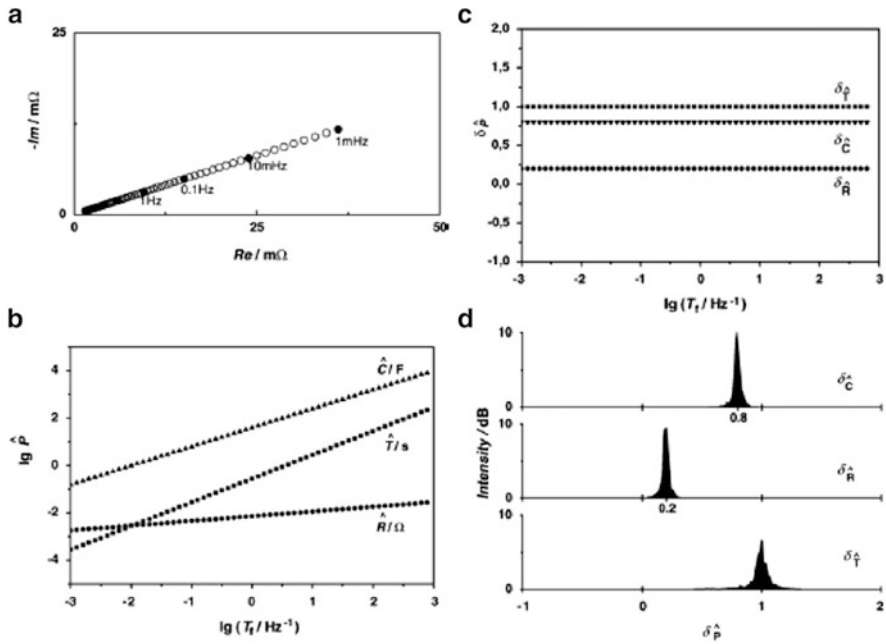 a
25
-Im / mΩ
0
1mHz
10mHz
0.1Hz
1Hz
25
50
Re / mΩ
b
4
2
0
-2
-4
lg P̂
Ĉ / F
T̂ / s
R̂ / Ω
-3 -2 -1 0 1 2 3
lg (T_f / Hz⁻¹)
c
2,0
1,5
1,0
0,5
0,0
-0,5
-1,0
δ_P̂
δ_T̂
δ_Ĉ
δ_R̂
-3 -2 -1 0 1 2 3
lg (T_f / Hz⁻¹)
d
10
0
δ_Ĉ
0.8
Intensity / dB
10
0
δ_R̂
0.2
10
5
0
δ_T̂
-1 0 1 2
δ_P̂